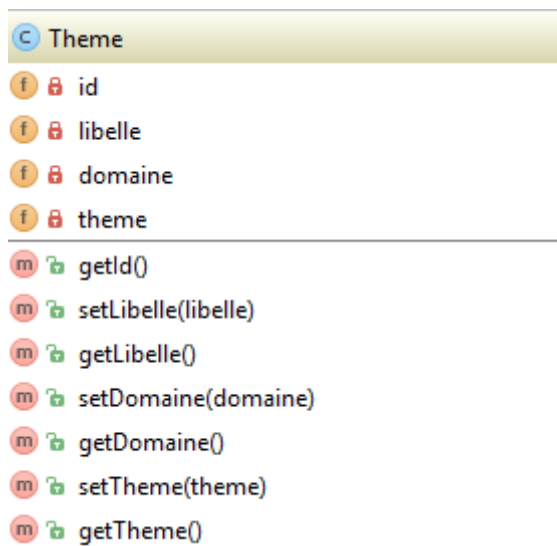 C Theme
f id
f libelle
f domaine
f theme
m getId()
m setLibelle(libelle)
m getLibelle()
m setDomaine(domaine)
m getDomaine()
m setTheme(theme)
m getTheme()